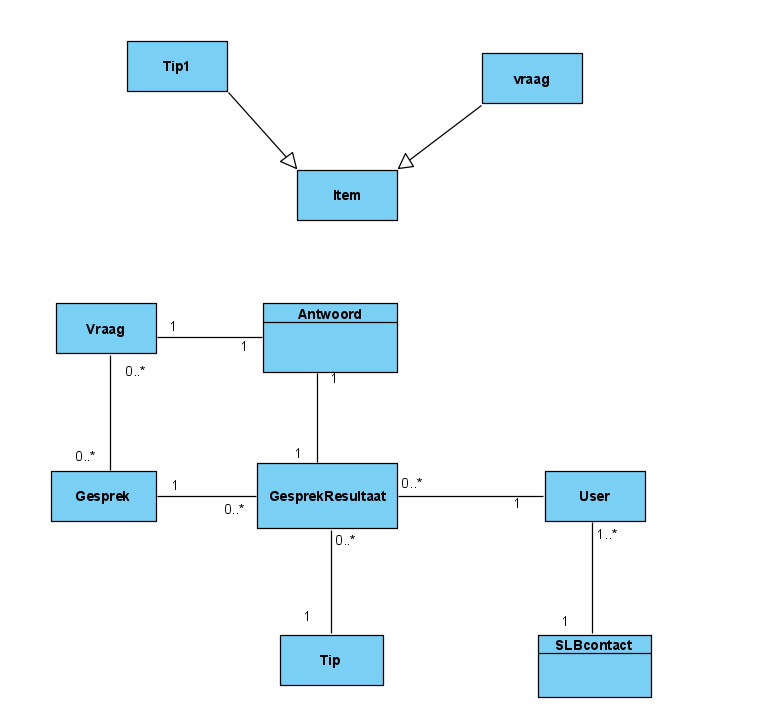 Tip1
vraag
Item
Vraag
1
1
Antwoord
0..*
1
0..*
1
Gesprek
1
0..*
GesprekResultaat
0..*
1
User
0..*
1..*
1
1
Tip
SLBcontact